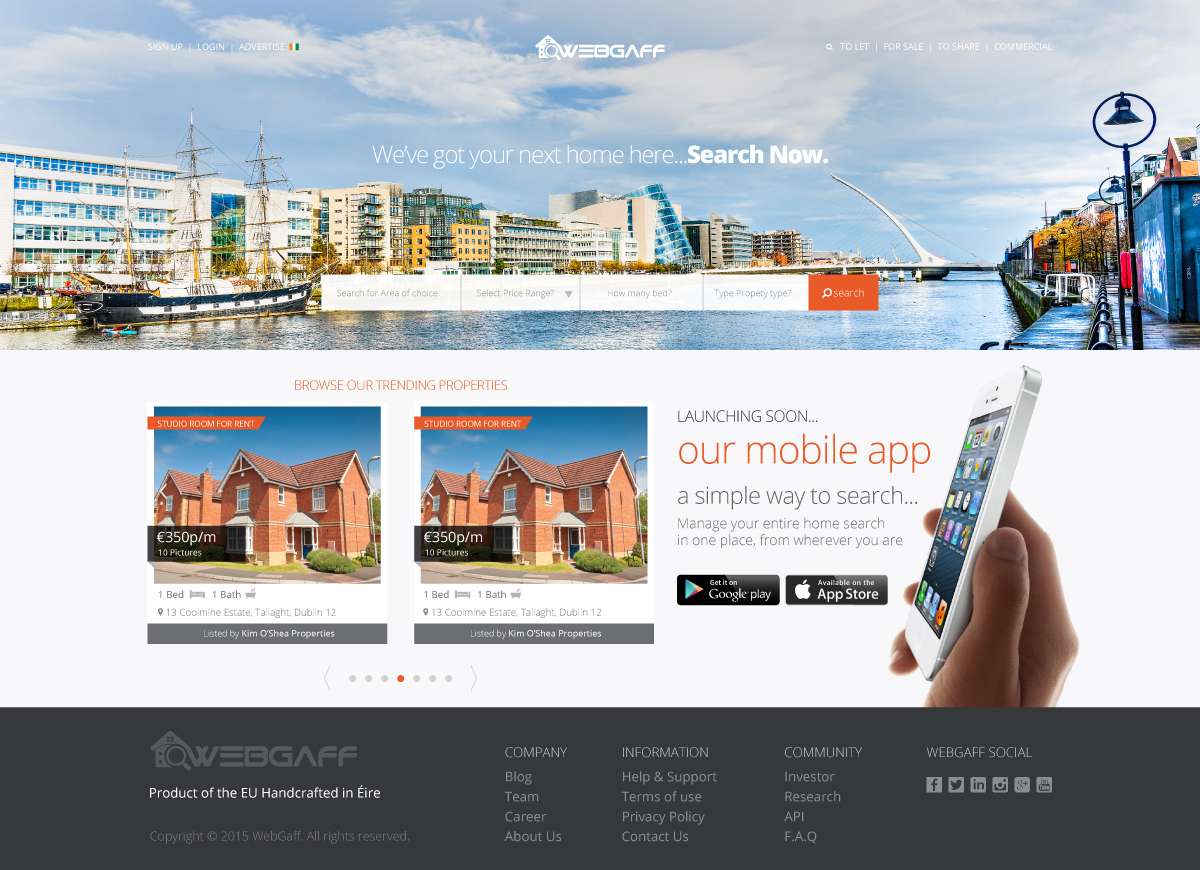 SIGN UP | LOGIN | ADVERTISE
WEBGAFF
TO LET | FOR SALE | TO SHARE | COMMERCIAL
We've got your next home here...Search Now.
Search for Area of choice
Select Price Range?
How many bed?
Type Propety type?
search
BROWSE OUR TRENDING PROPERTIES
STUDIO ROOM FOR RENT
€350p/m
10 Pictures
1 Bed 1 Bath
13 Coolmine Estate, Tallaght, Dublin 12
Listed by Kim O'Shea Properties
STUDIO ROOM FOR RENT
€350p/m
10 Pictures
1 Bed 1 Bath
13 Coolmine Estate, Tallaght, Dublin 12
Listed by Kim O'Shea Properties
LAUNCHING SOON...
our mobile app
a simple way to search...
Manage your entire home search
in one place, from wherever you are
Get it on
Google play
Available on the
App Store
WEBGAFF
Product of the EU Handcrafted in Éire
Copyright © 2015 WebGaff. All rights reserved.
COMPANY
Blog
Team
Career
About Us
INFORMATION
Help & Support
Terms of use
Privacy Policy
Contact Us
COMMUNITY
Investor
Research
API
F.A.Q
WEBGAFF SOCIAL